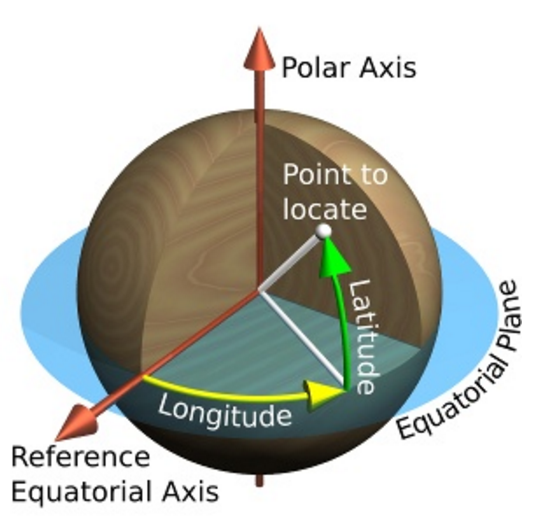 Polar Axis
Point to
locate
Latitude
Equatorial Plane
Longitude
Reference
Equatorial Axis